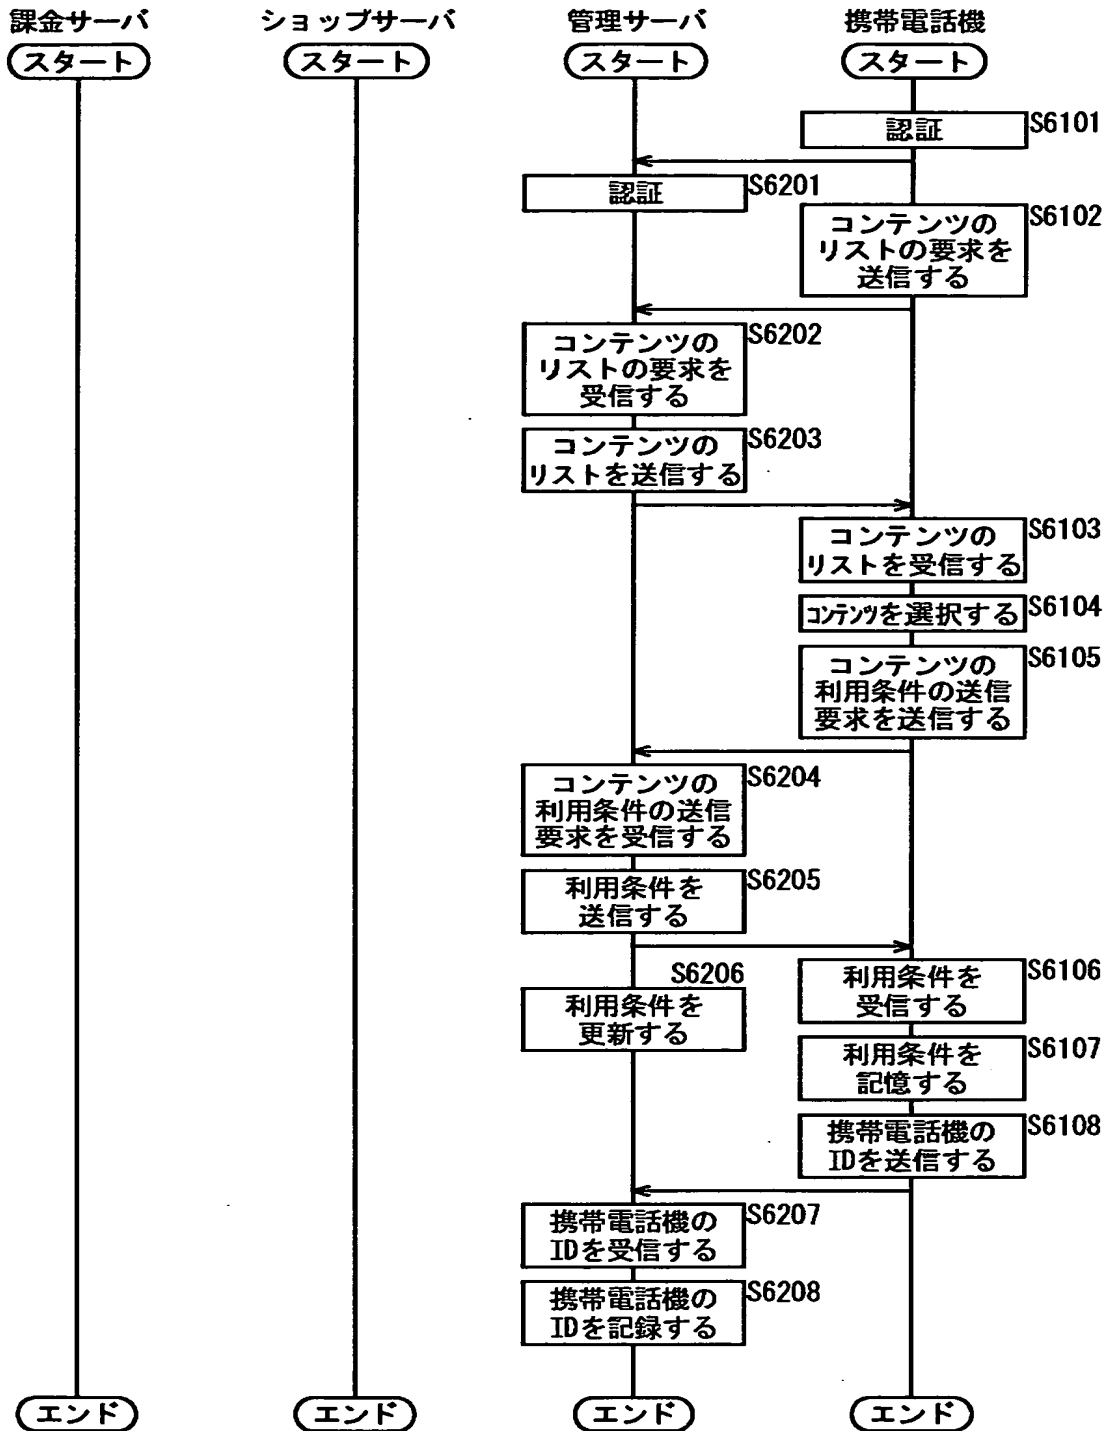 課金サーバ
ショップサーバ
管理サーバ
携帯電話機
スタート
スタート
スタート
スタート
認証
S6101
認証
S6201
コンテンツの
リストの要求を
送信する
S6102
コンテンツの
リストの要求を
受信する
S6202
コンテンツの
リストを送信する
S6203
コンテンツの
リストを受信する
S6103
コンテンツを選択する
S6104
コンテンツの
利用条件の送信
要求を送信する
S6105
コンテンツの
利用条件の送信
要求を受信する
S6204
利用条件を
送信する
S6205
利用条件を
受信する
S6106
S6206
利用条件を
更新する
利用条件を
記憶する
S6107
携帯電話機の
IDを送信する
S6108
携帯電話機の
IDを受信する
S6207
携帯電話機の
IDを記録する
S6208
エンド
エンド
エンド
エンド